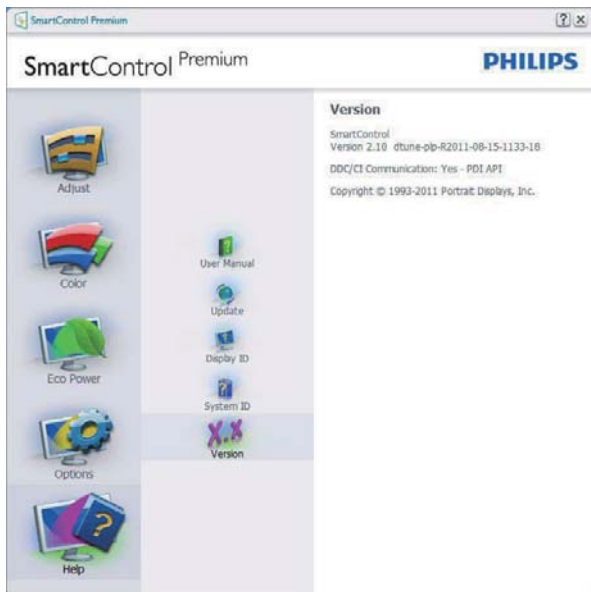 SmartControl Premium
? x
SmartControl Premium
PHILIPS
Adjust
Color
Eco Power
Options
Help
User Manual
Update
Display ID
System ID
X.X
Version
Version
SmartControl
Version 2.10 dtune-plp-R2011-08-15-1133-18
DDC/CI Communication: Yes - PDI API
Copyright © 1993-2011 Portrait Displays, Inc.